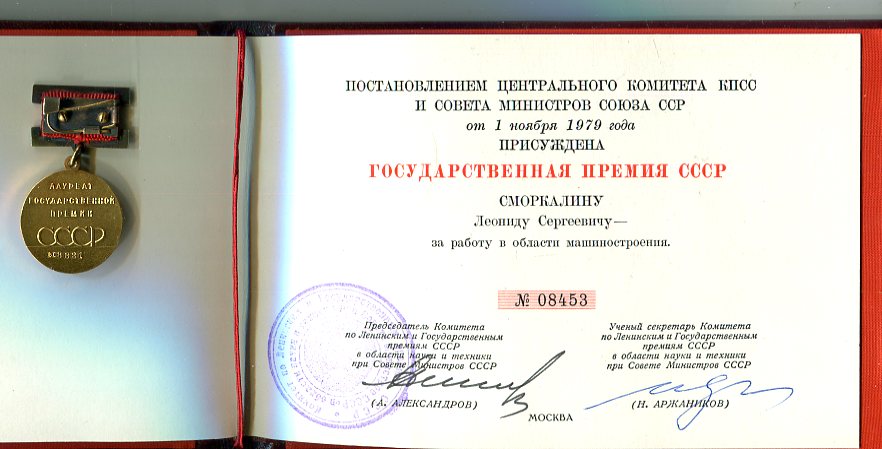 ЛАУРЕАТ
ГОСУДАРСТВЕННОЙ
ПРЕМИИ
СССР
ПОСТАНОВЛЕНИЕМ ЦЕНТРАЛЬНОГО КОМИТЕТА КПСС
И СОВЕТА МИНИСТРОВ СОЮЗА ССР
от 1 ноября 1979 года
ПРИСУЖДЕНА
ГОСУДАРСТВЕННАЯ ПРЕМИЯ СССР
СМОРКАЛИНУ
Леониду Сергеевичу—
за работу в области машиностроения.
№ 08453
Председатель Комитета
по Ленинским и Государственным
премиям СССР
в области науки и техники
при Совете Министров СССР
(А. АЛЕКСАНДРОВ)
Ученый секретарь Комитета
по Ленинским и Государственным
премиям СССР
в области науки и техники
при Совете Министров СССР
(Н. АРЖАНИКОВ)
МОСКВА